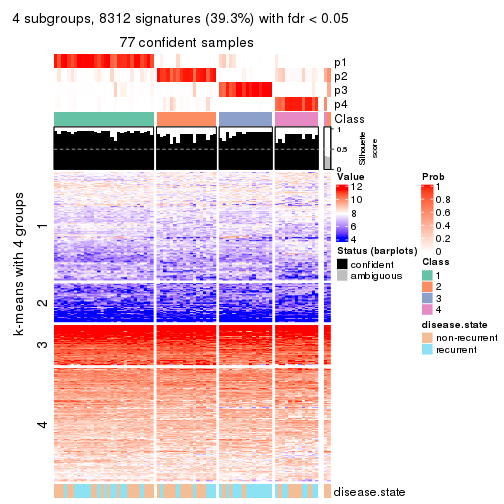 4 subgroups, 8312 signatures (39.3%) with fdr < 0.05
77 confident samples
p1
p2
p3
p4
Class
1
0.5
0
Silhouette
score
k-means with 4 groups
1
2
3
4
disease.state
Value
12
10
8
6
4
Status (barplots)
confident
ambiguous
Prob
1
0.8
0.6
0.4
0.2
0
Class
1
2
3
4
disease.state
non-recurrent
recurrent